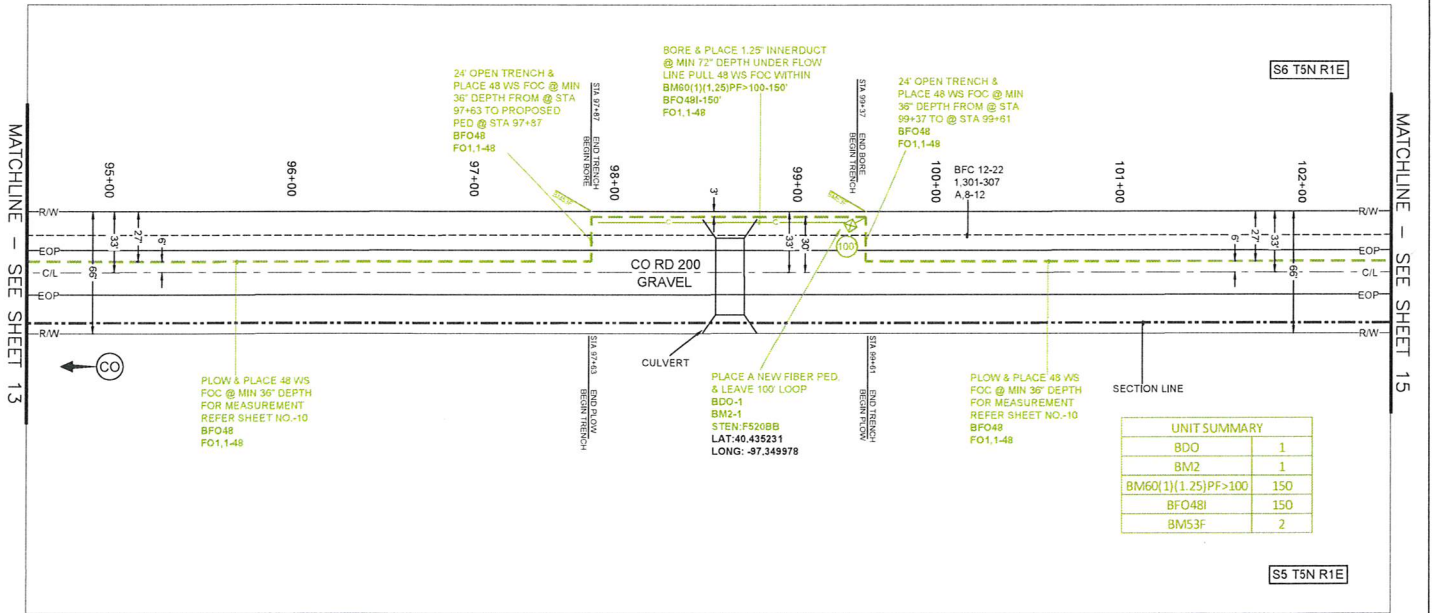 BORE & PLACE 1.25" INNERDUCT
@ MIN 72" DEPTH UNDER FLOW
LINE PULL 48 WS FOC WITHIN
BM60(1)(1.25)PF>100-150'
BFO48I-150'
FO1,1-48
S6 T5N R1E
24' OPEN TRENCH &
PLACE 48 WS FOC @ MIN
36" DEPTH FROM @ STA
97+63 TO PROPOSED
PED @ STA 97+87
BFO48
FO1,1-48
STA 97+87 END TRENCH
BEGIN BORE
STA 99+37 END BORE
BEGIN TRENCH
24' OPEN TRENCH &
PLACE 48 WS FOC @ MIN
36" DEPTH FROM @ STA
99+37 TO @ STA 99+61
BFO48
FO1,1-48
MATCHLINE - SEE SHEET 13
MATCHLINE - SEE SHEET 15
95+00
96+00
97+00
98+00
99+00
100+00
101+00
102+00
BFC 12-22
1,301-307
A,8-12
3'
R/W
R/W
EOP
EOP
C/L
C/L
EOP
EOP
R/W
R/W
66'
33'
27'
6'
33'
30'
100'
6'
27'
33'
66'
C
C
CO RD 200
GRAVEL
CULVERT
CO
STA 97+63 END PLOW
BEGIN TRENCH
STA 99+61 END TRENCH
BEGIN PLOW
SECTION LINE
PLOW & PLACE 48 WS
FOC @ MIN 36" DEPTH
FOR MEASUREMENT
REFER SHEET NO.-10
BFO48
FO1,1-48
PLACE A NEW FIBER PED.
& LEAVE 100' LOOP
BDO-1
BM2-1
STEN:F520BB
LAT:40.435231
LONG: -97.349978
PLOW & PLACE 48 WS
FOC @ MIN 36" DEPTH
FOR MEASUREMENT
REFER SHEET NO.-10
BFO48
FO1,1-48
UNIT SUMMARY
BDO 1
BM2 1
BM60(1)(1.25)PF>100 150
BFO48I 150
BM53F 2
S5 T5N R1E